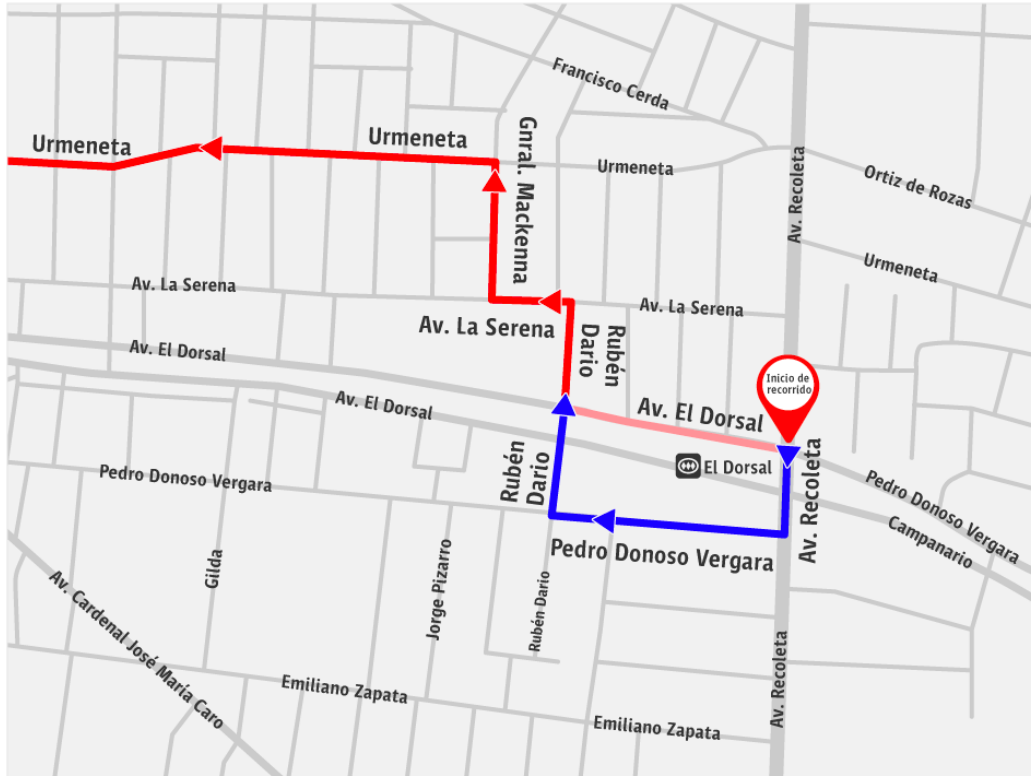 Francisco Cerda
Urmeneta
Urmeneta
Gnral. Mackenna
Urmeneta
Av. Recoleta
Ortiz de Rozas
Urmeneta
Av. La Serena
Av. La Serena
Av. La Serena
Rubén
Dario
Av. El Dorsal
Inicio de
recorrido
Av. El Dorsal
Av. El Dorsal
El Dorsal
Av. Recoleta
Pedro Donoso Vergara
Campanario
Pedro Donoso Vergara
Rubén
Dario
Pedro Donoso Vergara
Gilda
Jorge Pizarro
Rubén Dario
Av. Cardenal José María Caro
Emiliano Zapata
Emiliano Zapata
Av. Recoleta